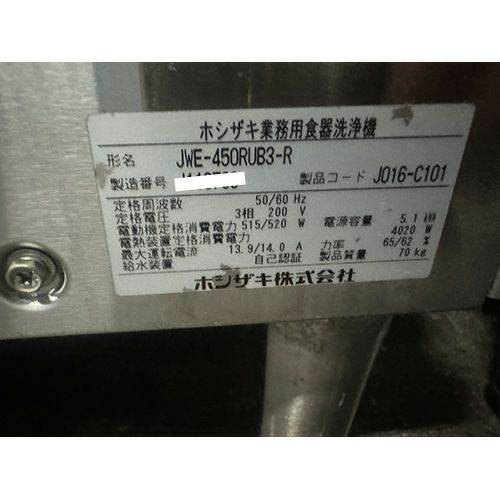 ホシザキ業務用食器洗浄機
形名 JWE-450RUB3-R
製造番号 製品コード J016-C101
定格周波数 50/60 Hz
定格電圧 3相 200 V 電源容量 5.1 kVA
電動機定格消費電力 515/520 W
電熱装置定格消費電力 4020 W
最大運転電流 13.9/14.0 A 力率 65/62 %
給水装置 自己認証 製品質量 70 kg
ホシザキ株式会社